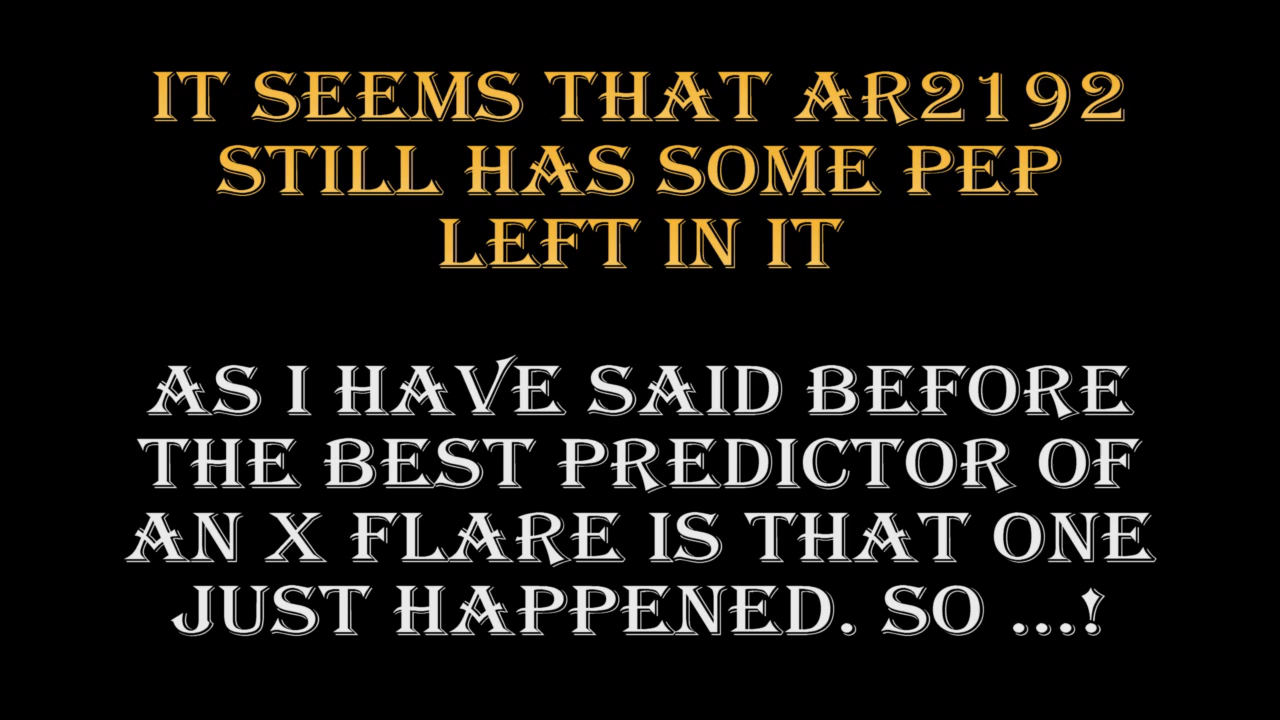 IT SEEMS THAT AR2192
STILL HAS SOME PEP
LEFT IN IT
AS I HAVE SAID BEFORE
THE BEST PREDICTOR OF
AN X FLARE IS THAT ONE
JUST HAPPENED. SO ...!